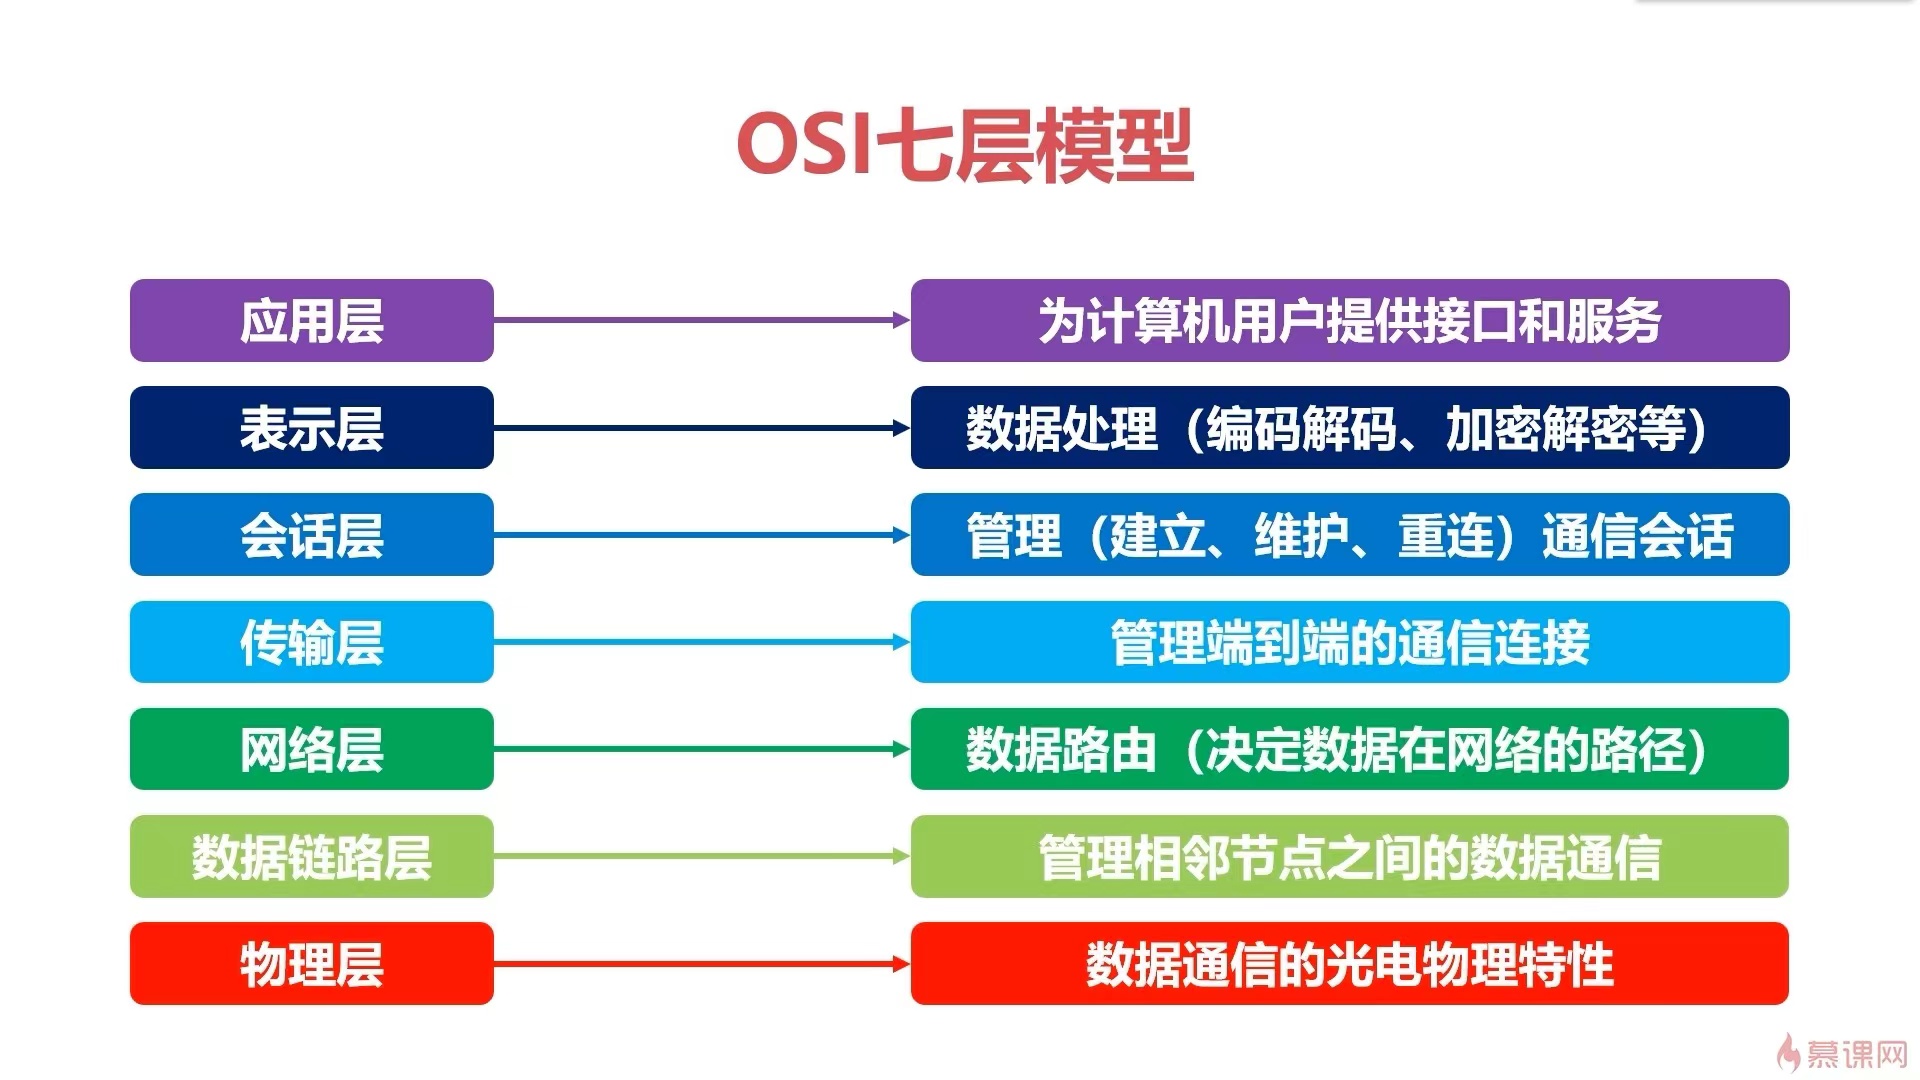 OSI七层模型
应用层
为计算机用户提供接口和服务
表示层
数据处理（编码解码、加密解密等）
会话层
管理（建立、维护、重连）通信会话
传输层
管理端到端的通信连接
网络层
数据路由（决定数据在网络的路径）
数据链路层
管理相邻节点之间的数据通信
物理层
数据通信的光电物理特性
慕课网